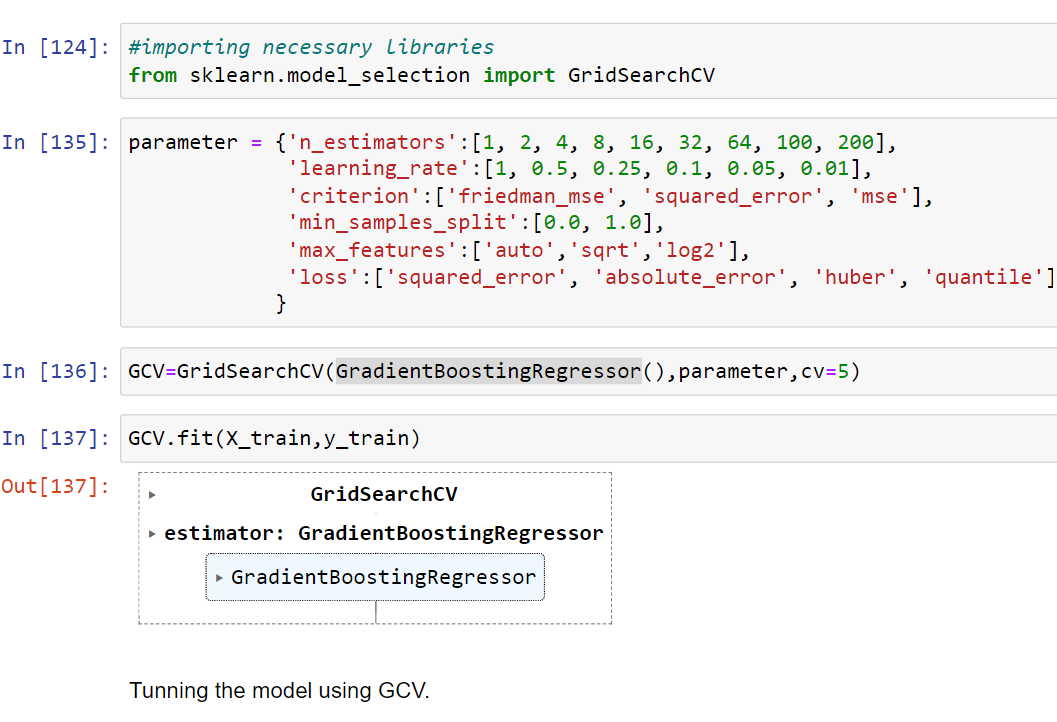 In [124]: #importing necessary libraries
from sklearn.model_selection import GridSearchCV
In [135]: parameter = {'n_estimators':[1, 2, 4, 8, 16, 32, 64, 100, 200],
'learning_rate':[1, 0.5, 0.25, 0.1, 0.05, 0.01],
'criterion':['friedman_mse', 'squared_error', 'mse'],
'min_samples_split':[0.0, 1.0],
'max_features':['auto','sqrt','log2'],
'loss':['squared_error', 'absolute_error', 'huber', 'quantile']
}
In [136]: GCV=GridSearchCV(GradientBoostingRegressor(),parameter,cv=5)
In [137]: GCV.fit(X_train,y_train)
Out[137]: GridSearchCV
estimator: GradientBoostingRegressor
GradientBoostingRegressor
Tunning the model using GCV.